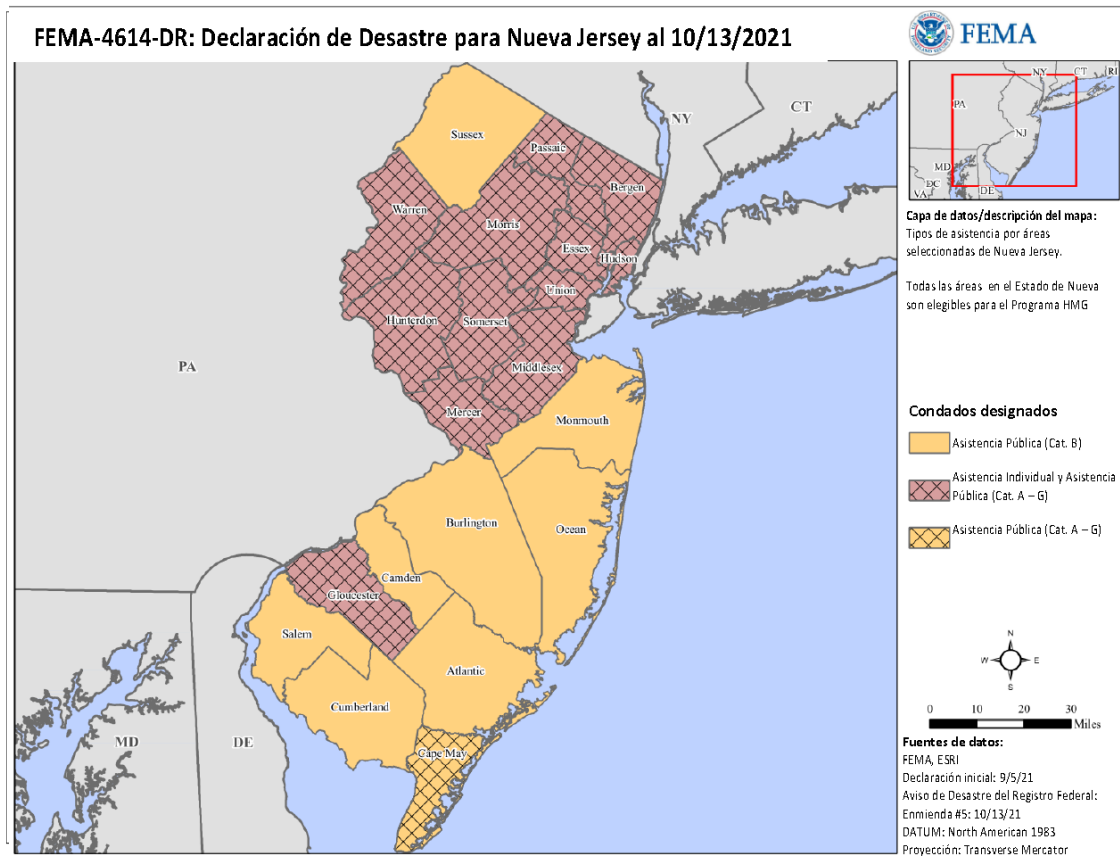 FEMA-4614-DR: Declaración de Desastre para Nueva Jersey al 10/13/2021
FEMA
NY
CT
PA
MD
DE
Sussex
Passaic
Bergen
Warren
Morris
Essex
Hudson
Union
Hunterdon
Somerset
Middlesex
Mercer
Monmouth
Burlington
Ocean
Camden
Gloucester
Salem
Atlantic
Cumberland
Cape May
NY
CT
RI
PA
NJ
MD
DC
VA
DE
Capa de datos/descripción del mapa:
Tipos de asistencia por áreas
seleccionadas de Nueva Jersey.
Todas las áreas en el Estado de Nueva
son elegibles para el Programa HMG
Condados designados
Asistencia Pública (Cat. B)
Asistencia Individual y Asistencia
Pública (Cat. A – G)
Asistencia Pública (Cat. A – G)
N
W
E
S
0 10 20 30
Miles
Fuentes de datos:
FEMA, ESRI
Declaración inicial: 9/5/21
Aviso de Desastre del Registro Federal:
Enmienda #5: 10/13/21
DATUM: North American 1983
Proyección: Transverse Mercator